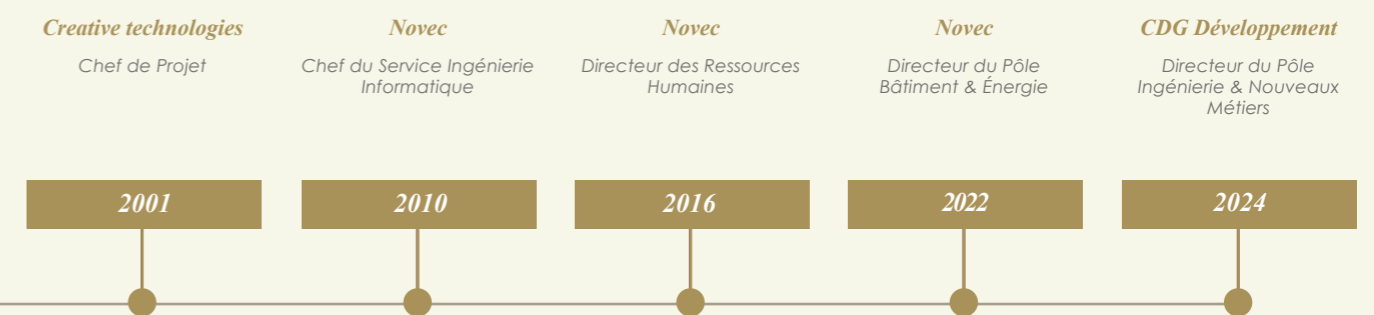 Creative technologies
Chef de Projet
2001
Novec
Chef du Service Ingénierie
Informatique
2010
Novec
Directeur des Ressources
Humaines
2016
Novec
Directeur du Pôle
Bâtiment & Énergie
2022
CDG Développement
Directeur du Pôle
Ingénierie & Nouveaux
Métiers
2024